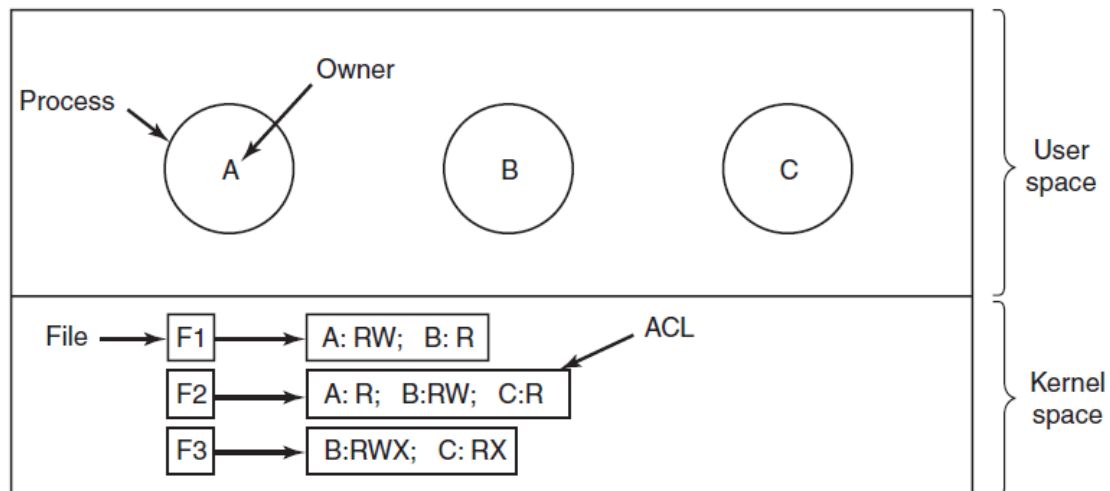 Owner
Process
A
B
C
User
space
File
F1
A: RW; B: R
ACL
F2
A: R; B:RW; C:R
F3
B:RWX; C: RX
Kernel
space